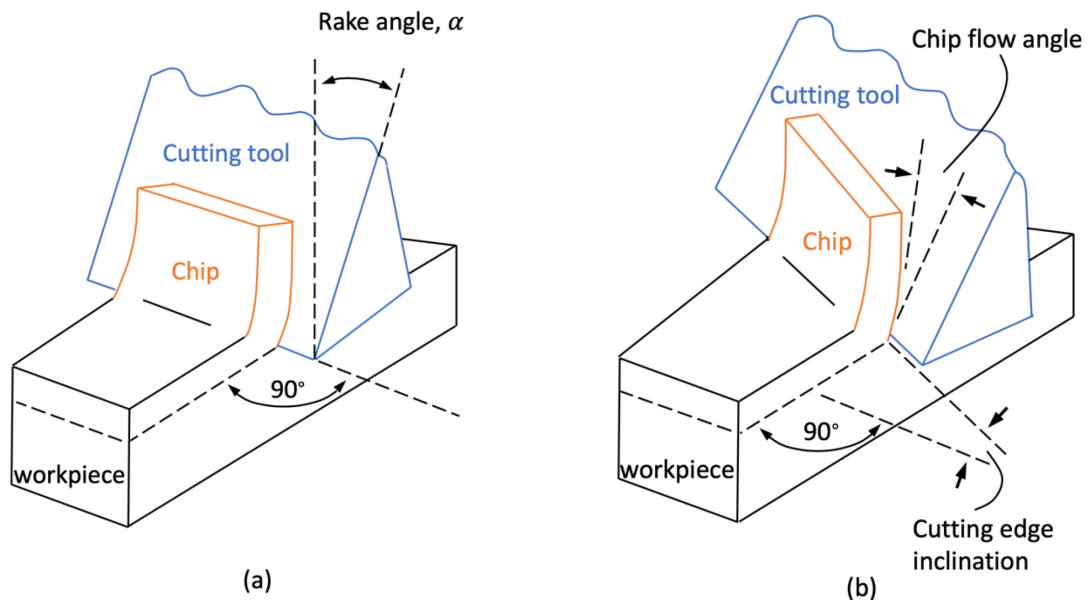 Rake angle, α
Cutting tool
Chip
90°
workpiece
(a)
Chip flow angle
Cutting tool
Chip
90°
workpiece
Cutting edge
inclination
(b)